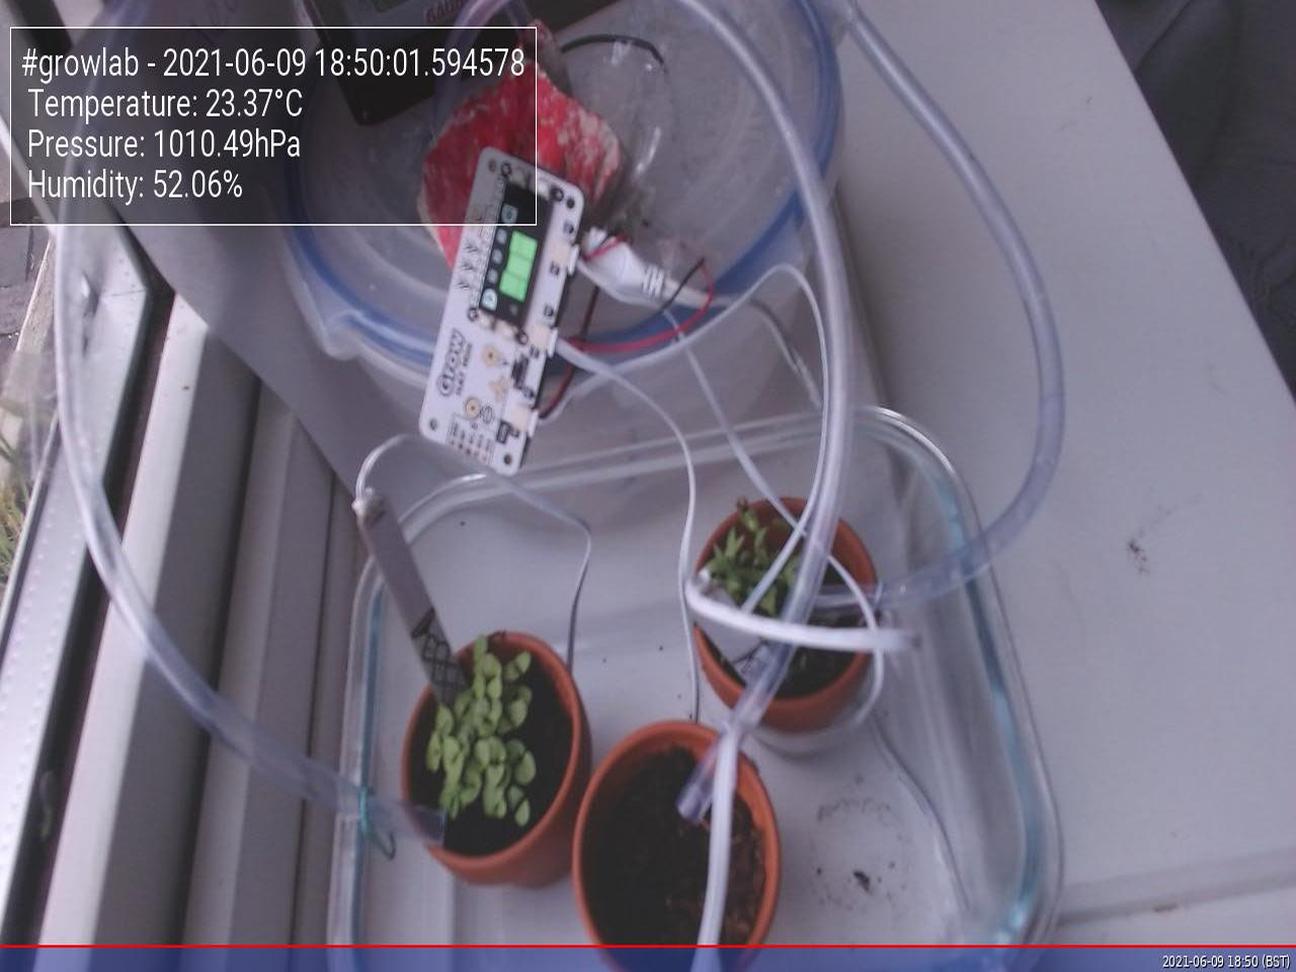 #growlab - 2021-06-09 18:50:01.594578
Temperature: 23.37°C
Pressure: 1010.49hPa
Humidity: 52.06%
Grow
2021-06-09 18:50 (BST)